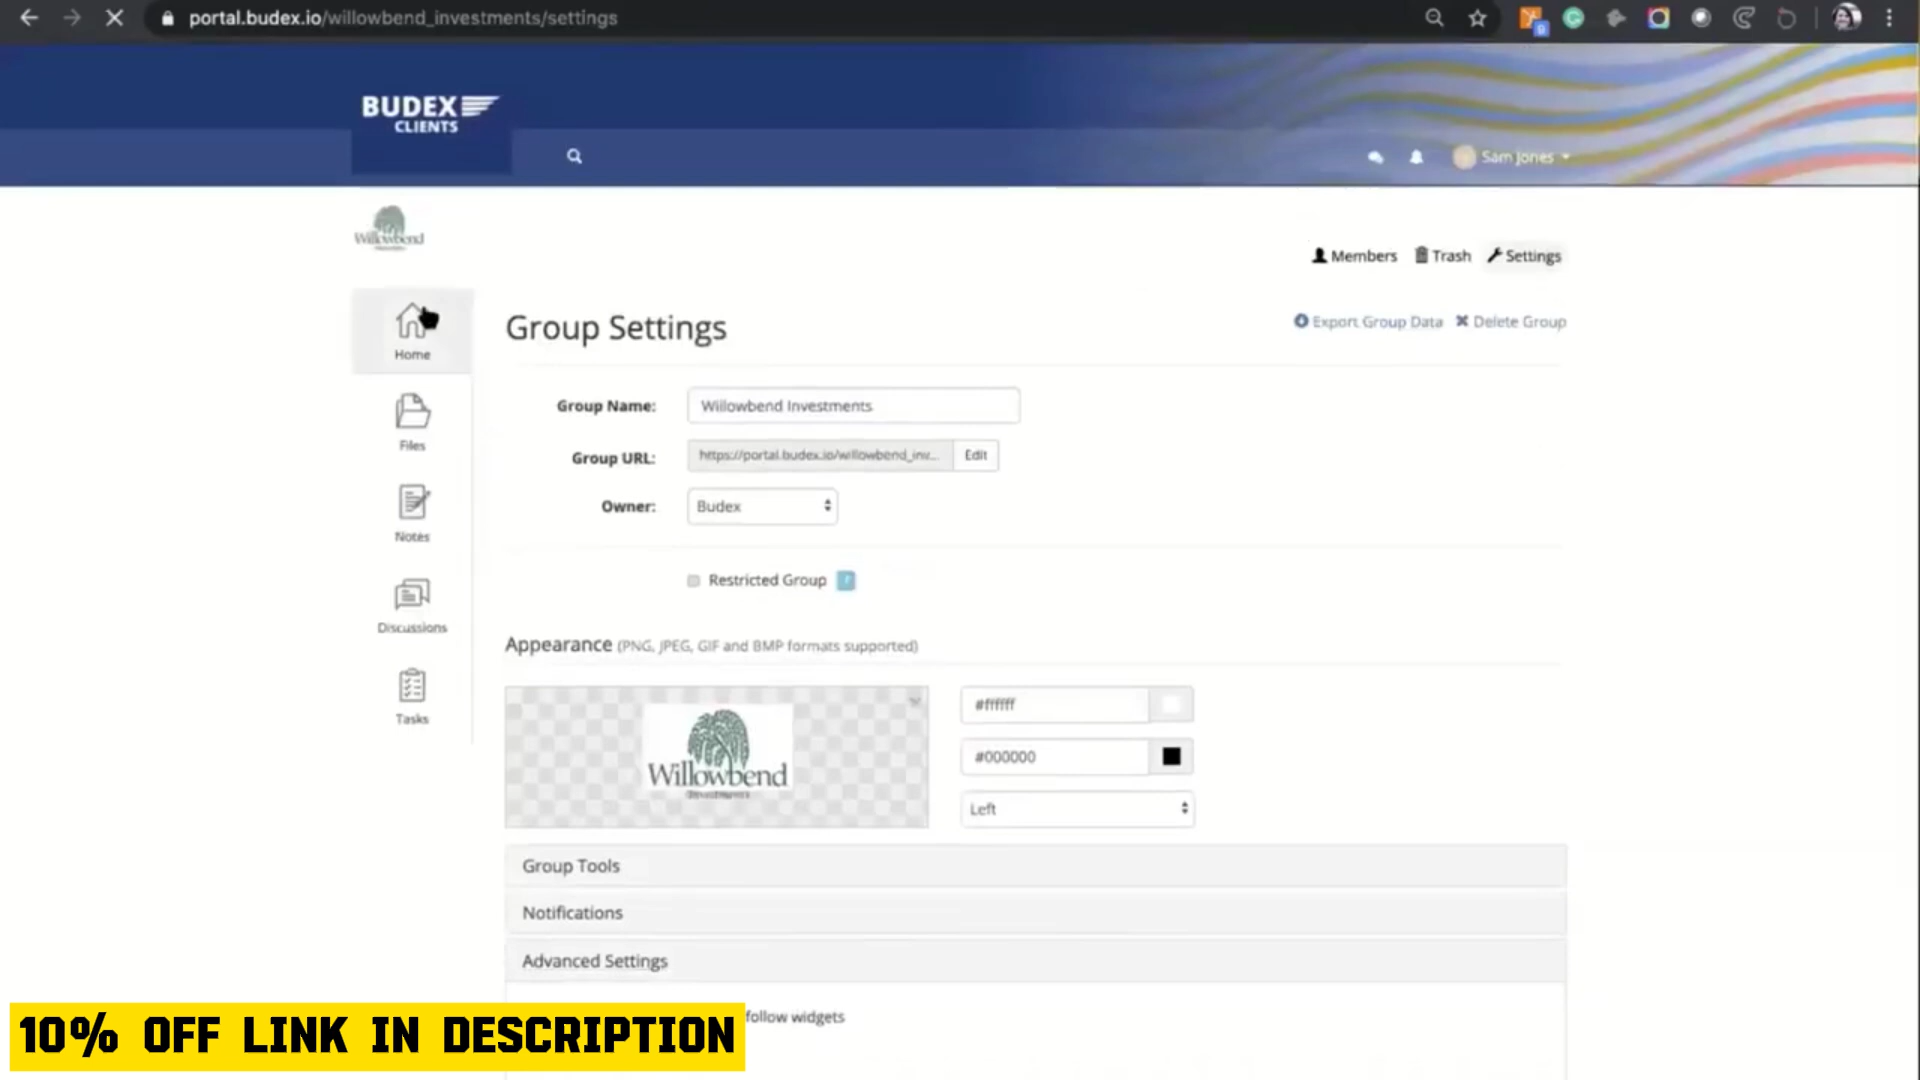 portal.budex.io/willowbend_investments/settings
BUDEX
CLIENTS
Sam Jones
Willowbend
Members
Trash
Settings
Home
Group Settings
Export Group Data
Delete Group
Group Name:
Willowbend Investments
Files
Group URL:
https://portal.budex.io/willowbend_inv...
Edit
Owner:
Budex
Notes
Restricted Group
Discussions
Appearance (PNG, JPEG, GIF and BMP formats supported)
Tasks
Willowbend
Investments
#ffffff
#000000
Left
Group Tools
Notifications
Advanced Settings
follow widgets
10% OFF LINK IN DESCRIPTION